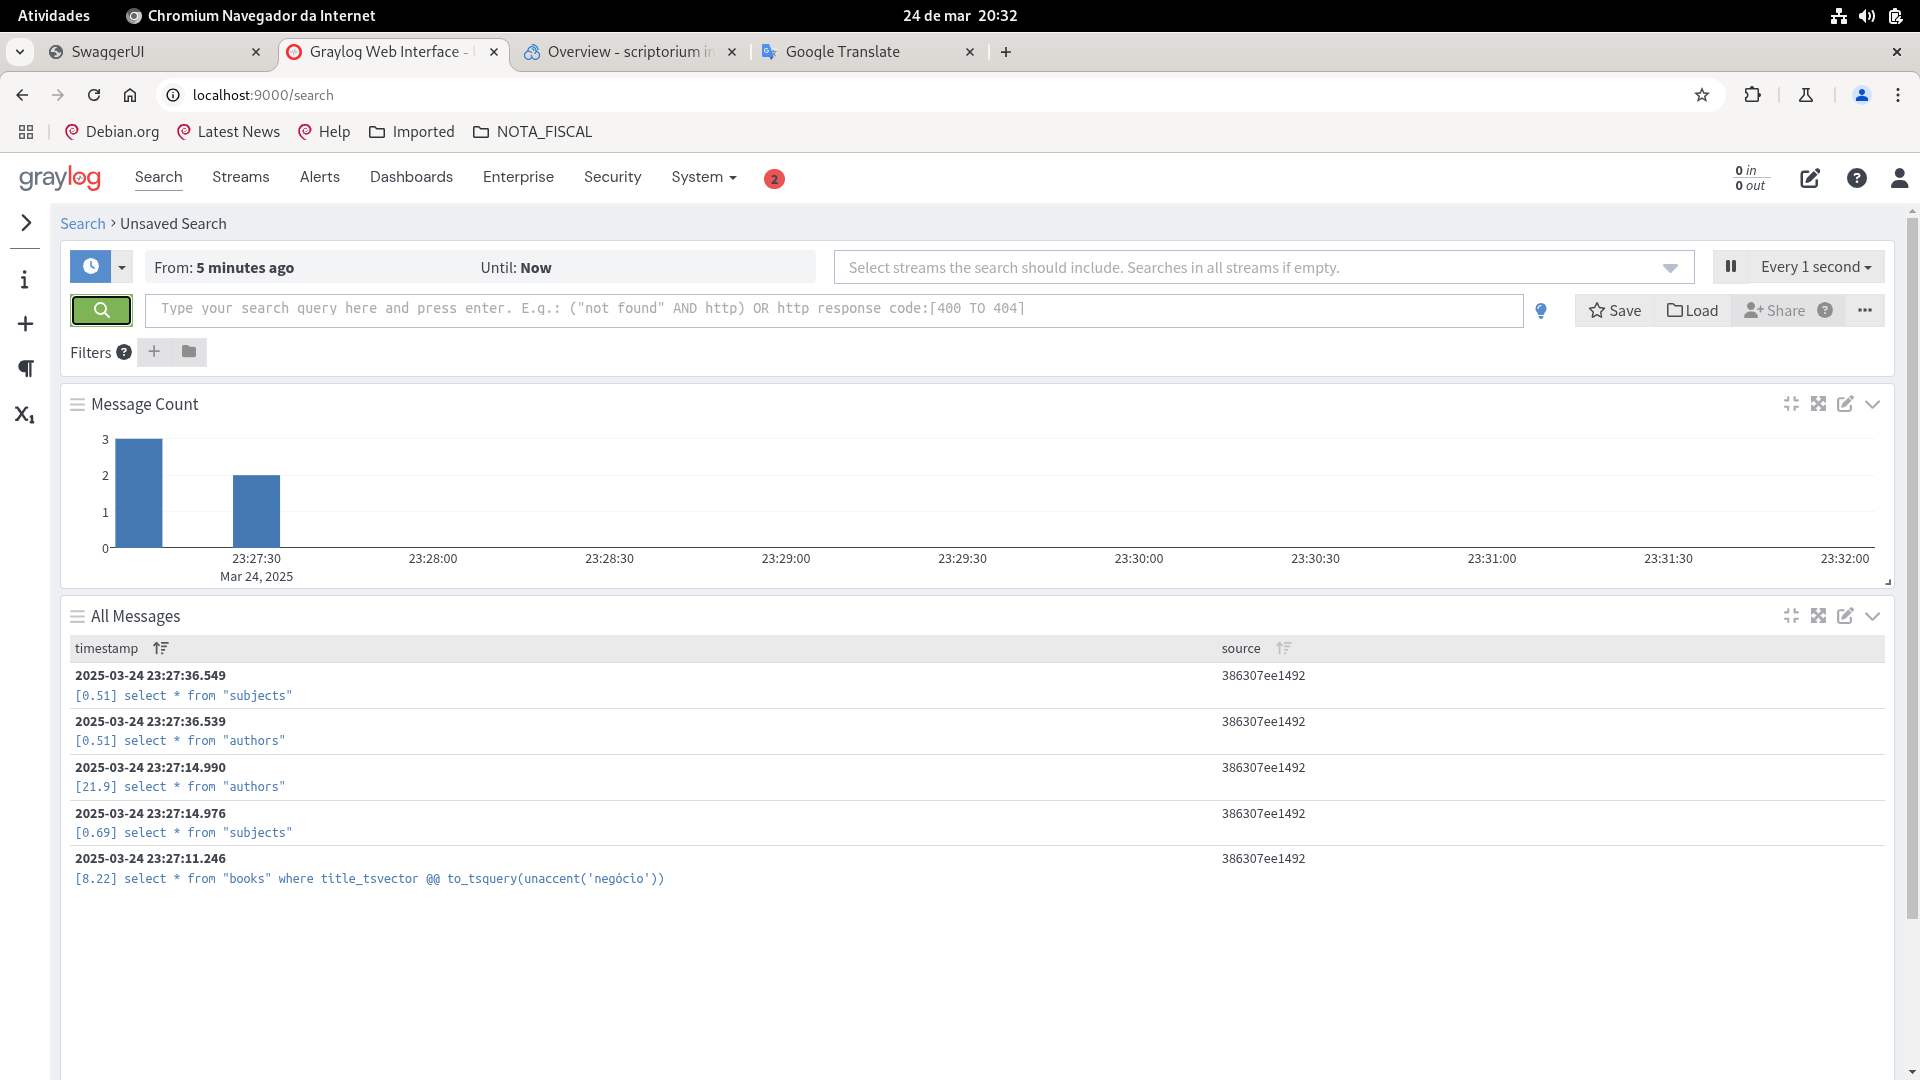 Atividades Chromium Navegador da Internet 24 de mar 20:32
SwaggerUI Graylog Web Interface - Overview - scriptorium in Google Translate
localhost:9000/search
Debian.org Latest News Help Imported NOTA_FISCAL
graylog Search Streams Alerts Dashboards Enterprise Security System 2 0 in
0 out
Search > Unsaved Search
From: 5 minutes ago Until: Now Select streams the search should include. Searches in all streams if empty. Every 1 second
Type your search query here and press enter. E.g.: ("not found" AND http) OR http response code:[400 TO 404] Save Load Share
Filters
Message Count
3
2
1
0
23:27:30 23:28:00 23:28:30 23:29:00 23:29:30 23:30:00 23:30:30 23:31:00 23:31:30 23:32:00
Mar 24, 2025
All Messages
timestamp source
2025-03-24 23:27:36.549 386307ee1492
[0.51] select * from "subjects"
2025-03-24 23:27:36.539 386307ee1492
[0.51] select * from "authors"
2025-03-24 23:27:14.990 386307ee1492
[21.9] select * from "authors"
2025-03-24 23:27:14.976 386307ee1492
[0.69] select * from "subjects"
2025-03-24 23:27:11.246 386307ee1492
[8.22] select * from "books" where title_tsvector @@ to_tsquery(unaccent('negócio'))